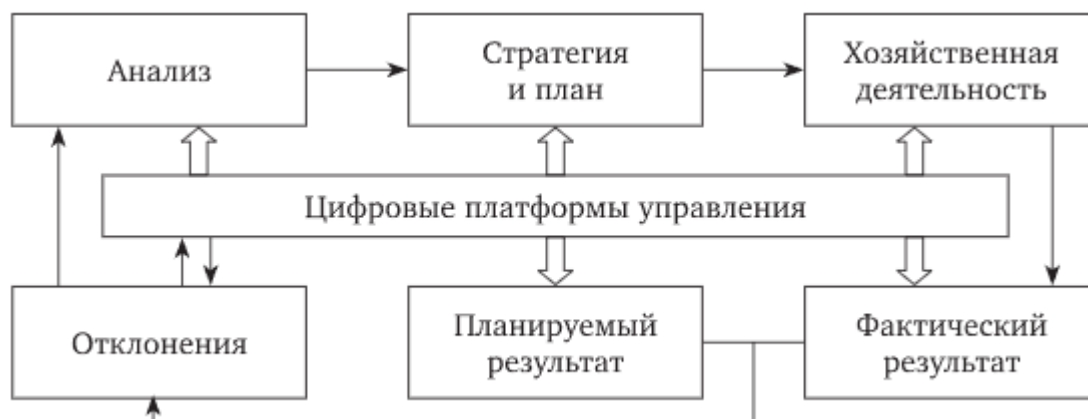 Анализ
Стратегия
и план
Хозяйственная
деятельность
Цифровые платформы управления
Отклонения
Планируемый
результат
Фактический
результат